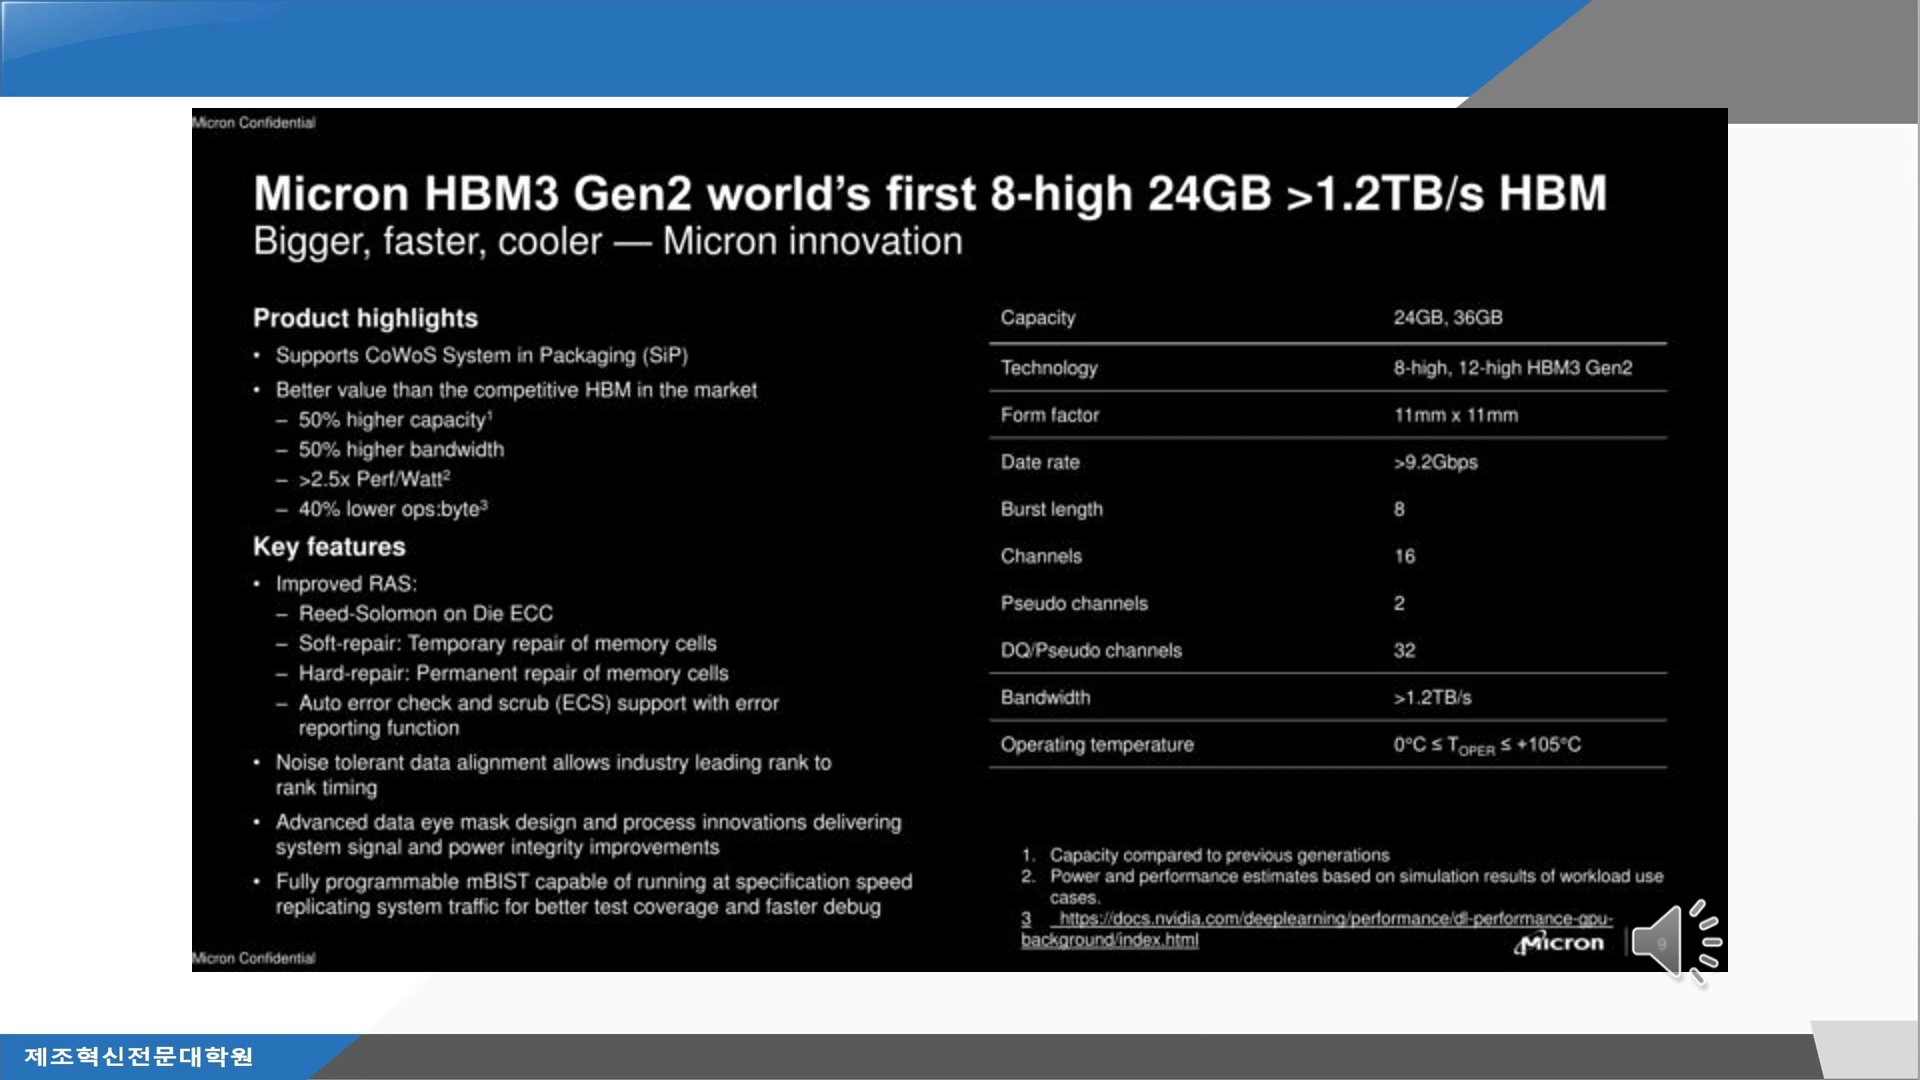 Micron Confidential
Micron HBM3 Gen2 world’s first 8-high 24GB >1.2TB/s HBM
Bigger, faster, cooler — Micron innovation
Product highlights
• Supports CoWoS System in Packaging (SiP)
• Better value than the competitive HBM in the market
– 50% higher capacity¹
– 50% higher bandwidth
– >2.5x Perf/Watt²
– 40% lower ops:byte³
Key features
• Improved RAS:
– Reed-Solomon on Die ECC
– Soft-repair: Temporary repair of memory cells
– Hard-repair: Permanent repair of memory cells
– Auto error check and scrub (ECS) support with error
reporting function
• Noise tolerant data alignment allows industry leading rank to
rank timing
• Advanced data eye mask design and process innovations delivering
system signal and power integrity improvements
• Fully programmable mBIST capable of running at specification speed
replicating system traffic for better test coverage and faster debug
Capacity 24GB, 36GB
Technology 8-high, 12-high HBM3 Gen2
Form factor 11mm x 11mm
Date rate >9.2Gbps
Burst length 8
Channels 16
Pseudo channels 2
DQ/Pseudo channels 32
Bandwidth >1.2TB/s
Operating temperature 0°C ≤ TOPER ≤ +105°C
1. Capacity compared to previous generations
2. Power and performance estimates based on simulation results of workload use
cases.
3 https://docs.nvidia.com/deeplearning/performance/dl-performance-gpu-
background/index.html
Micron
9
Micron Confidential
제조혁신전문대학원